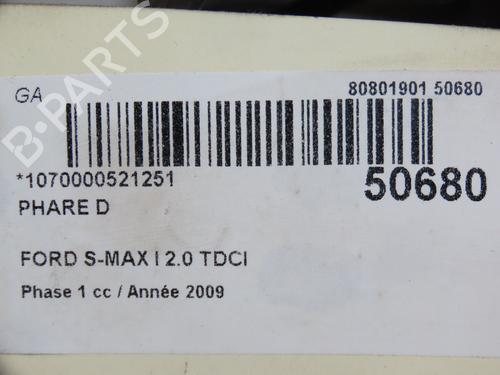 GA
80801901 50680
*1070000521251
50680
PHARE D
FORD S-MAX I 2.0 TDCI
Phase 1 cc / Année 2009
B-PARTS